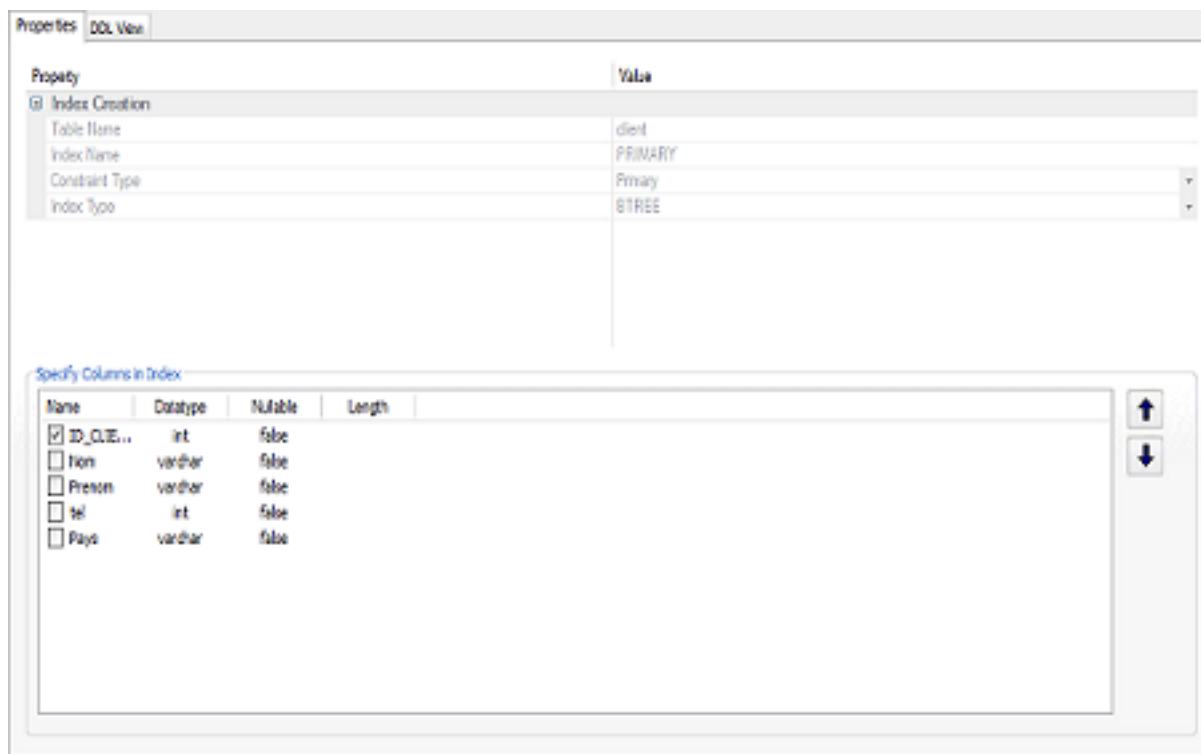 Properties DDL View
Property Value
Index Creation
Table Name client
Index Name PRIMARY
Constraint Type Primary
Index Type BTREE
Specify Columns in Index
Name Datatype Nullable Length
ID_CLIE... int false
Nom varchar false
Prenom varchar false
tel int false
Pays varchar false